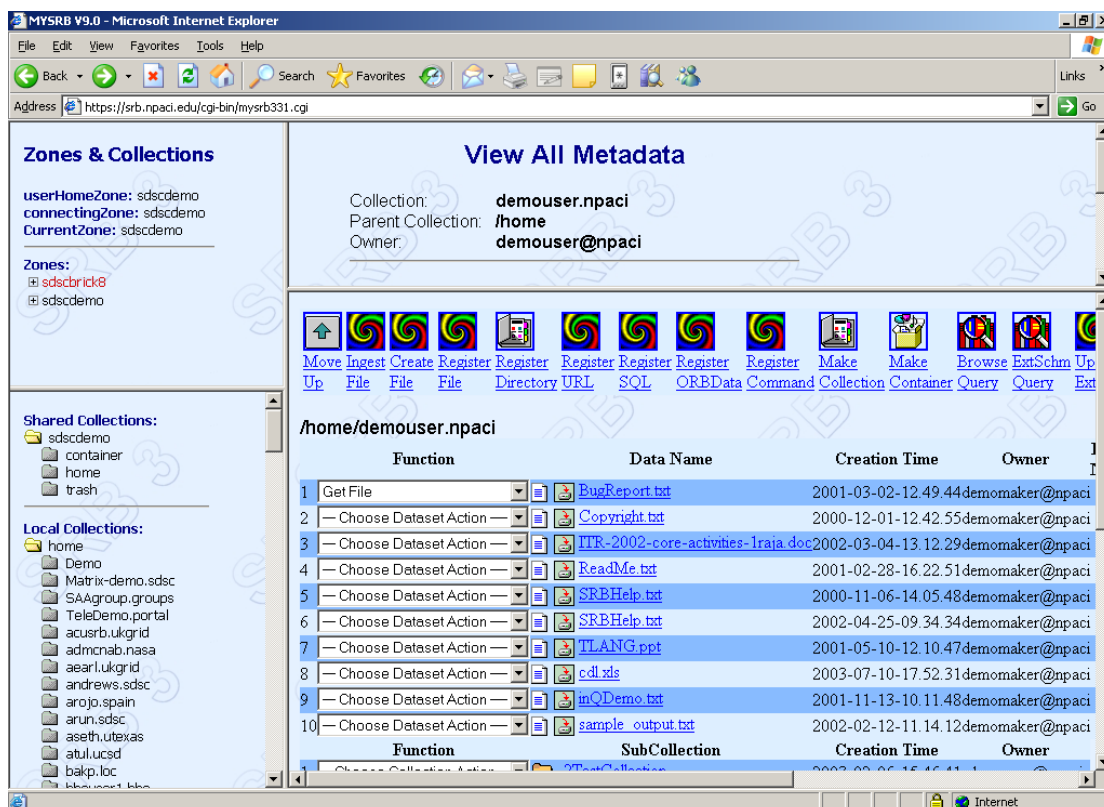 MYSRB V9.0 - Microsoft Internet Explorer
File Edit View Favorites Tools Help
Back Search Favorites Links
Address https://srb.npaci.edu/cgi-bin/mysrb331.cgi Go
Zones & Collections
userHomeZone: sdscdemo
connectingZone: sdscdemo
CurrentZone: sdscdemo
Zones:
sdscbrick8
sdscdemo
Shared Collections:
sdscdemo
container
home
trash
Local Collections:
home
Demo
Matrix-demo.sdsc
SAAgroup.groups
TeleDemo.portal
acusrb.ukgrid
admcnab.nasa
aearl.ukgrid
andrews.sdsc
arojo.spain
arun.sdsc
aseth.utexas
atul.ucsd
bakp.loc
View All Metadata
Collection: demouser.npaci
Parent Collection: /home
Owner: demouser@npaci
Move Ingest Create Register Register Register Register Register Register Make Make Browse ExtSchm Up
Up File File File Directory URL SQL ORBData Command Collection Container Query Query Ext
/home/demouser.npaci
Function Data Name Creation Time Owner
1 Get File BugReport.txt 2001-03-02-12.49.44 demomaker@npaci
2 — Choose Dataset Action — Copyright.txt 2000-12-01-12.42.55 demomaker@npaci
3 — Choose Dataset Action — ITR-2002-core-activities-1raja.doc 2002-03-04-13.12.29 demomaker@npaci
4 — Choose Dataset Action — ReadMe.txt 2001-02-28-16.22.51 demomaker@npaci
5 — Choose Dataset Action — SRBHelp.txt 2000-11-06-14.05.48 demomaker@npaci
6 — Choose Dataset Action — SRBHelp.txt 2002-04-25-09.34.34 demomaker@npaci
7 — Choose Dataset Action — TLANG.ppt 2001-05-10-12.10.47 demomaker@npaci
8 — Choose Dataset Action — cdl.xls 2003-07-10-17.52.31 demomaker@npaci
9 — Choose Dataset Action — inQDemo.txt 2001-11-13-10.11.48 demomaker@npaci
10 — Choose Dataset Action — sample_output.txt 2002-02-12-11.14.12 demomaker@npaci
Function SubCollection Creation Time Owner
Internet